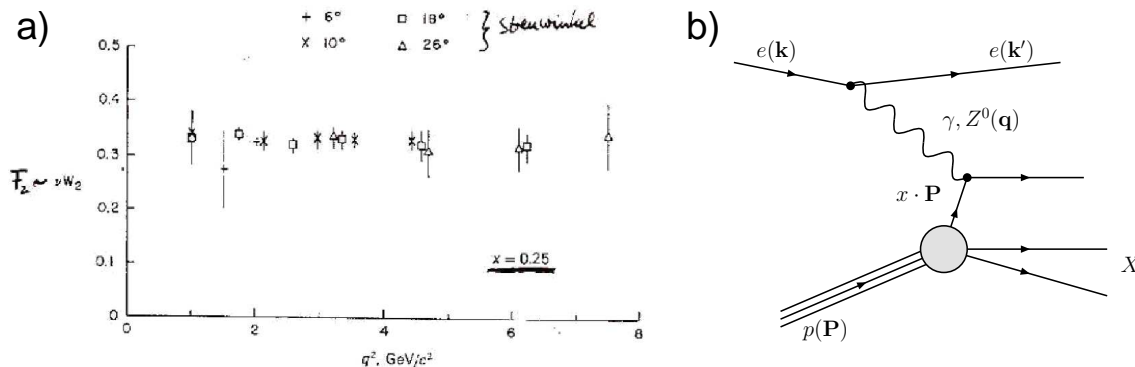 a)
+ 6° □ 18°
× 10° △ 26°
Streuwinkel
0.5
0.4
0.3
F₂ ~ νW₂
0.2
0.1
0
x = 0.25
0 2 4 6 8
q², GeV/c²
b)
e(k) e(k′)
γ, Z⁰(q)
x · P
X
p(P)